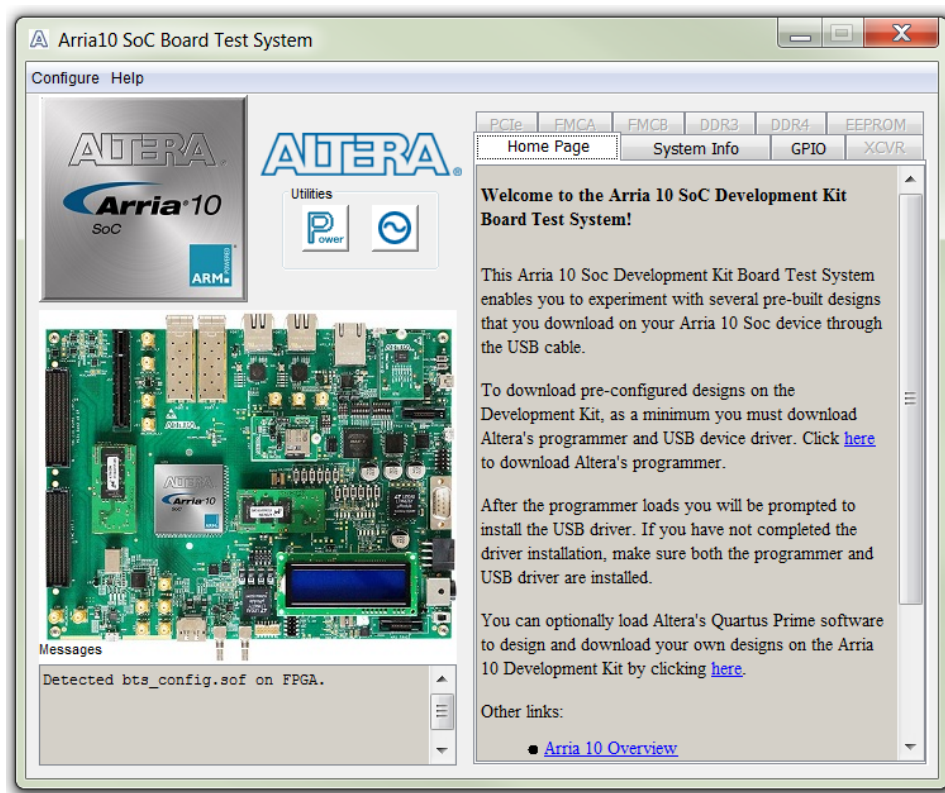 Arria10 SoC Board Test System
Configure Help
ALTERA
Arria 10
SoC
ARM
POWERED
ALTERA
Utilities
Power
PCIe FMCA FMCB DDR3 DDR4 EEPROM
Home Page System Info GPIO XCVR
Welcome to the Arria 10 SoC Development Kit
Board Test System!
This Arria 10 Soc Development Kit Board Test System
enables you to experiment with several pre-built designs
that you download on your Arria 10 Soc device through
the USB cable.
To download pre-configured designs on the
Development Kit, as a minimum you must download
Altera's programmer and USB device driver. Click here
to download Altera's programmer.
After the programmer loads you will be prompted to
install the USB driver. If you have not completed the
driver installation, make sure both the programmer and
USB driver are installed.
You can optionally load Altera's Quartus Prime software
to design and download your own designs on the Arria
10 Development Kit by clicking here.
Other links:
Arria 10 Overview
ALTERA
ALTERA
Arria 10
SoC
ARM
Messages
Detected bts_config.sof on FPGA.